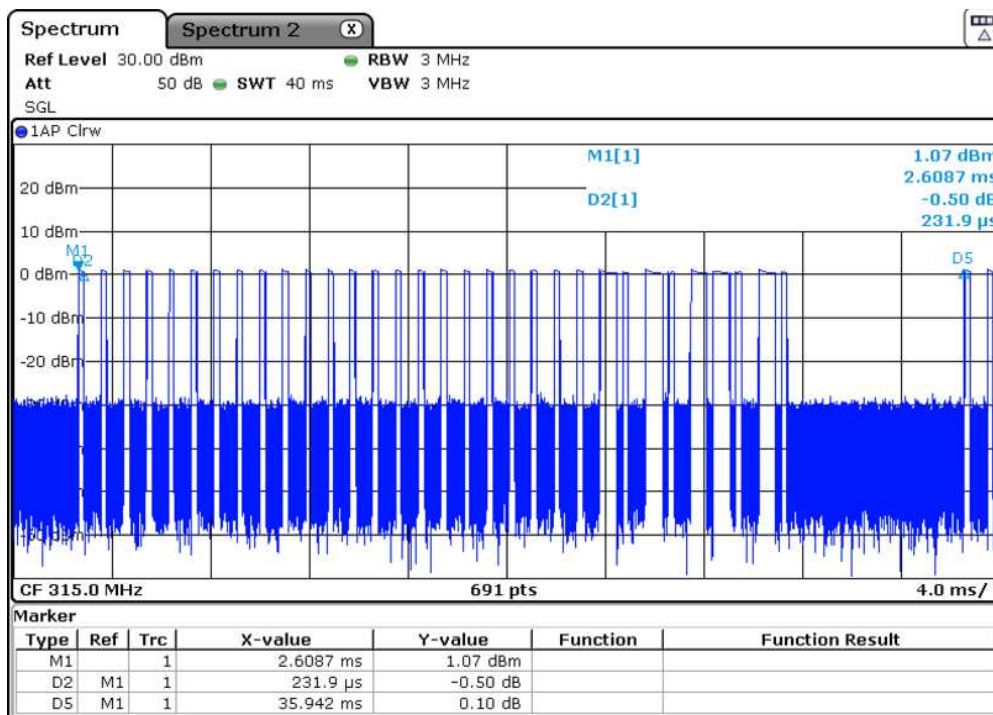 Spectrum Spectrum 2 X
Ref Level 30.00 dBm RBW 3 MHz
Att 50 dB SWT 40 ms VBW 3 MHz
SGL
1AP Clrw
M1[1] 1.07 dBm
2.6087 ms
20 dBm
D2[1] -0.50 dB
231.9 µs
10 dBm
M1
D2 D5
0 dBm
-10 dBm
-20 dBm
CF 315.0 MHz 691 pts 4.0 ms/
Marker
Type Ref Trc X-value Y-value Function Function Result
M1 1 2.6087 ms 1.07 dBm
D2 M1 1 231.9 µs -0.50 dB
D5 M1 1 35.942 ms 0.10 dB